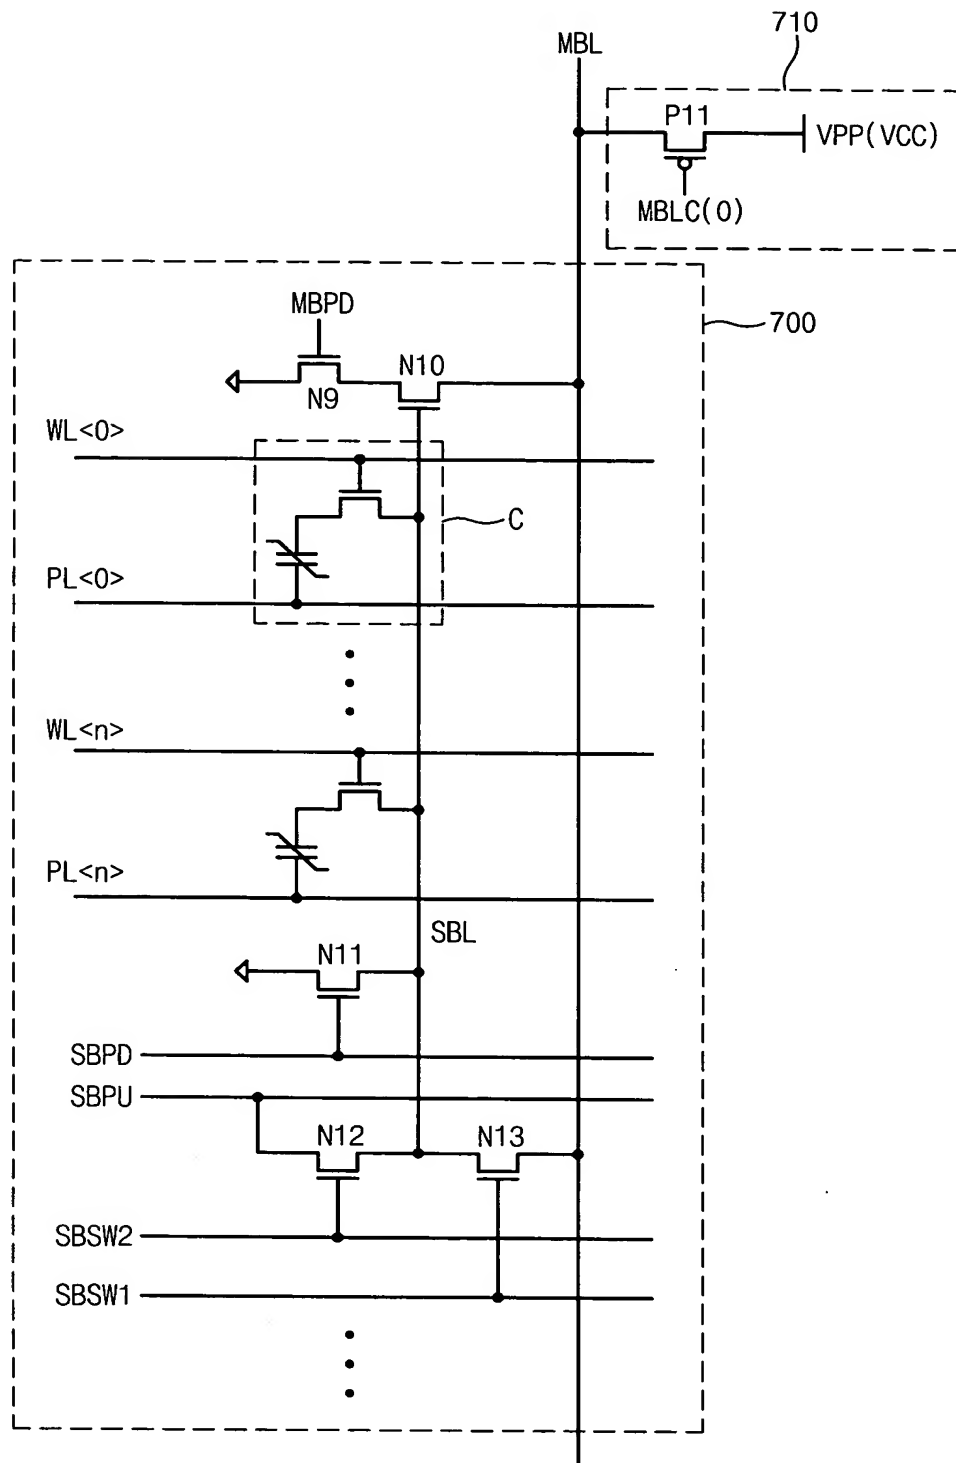 710
MBL
P11
VPP(VCC)
MBLC(0)
MBPD
700
N10
N9
WL<0>
C
PL<0>
WL<n>
PL<n>
SBL
N11
SBPD
SBPU
N12
N13
SBSW2
SBSW1